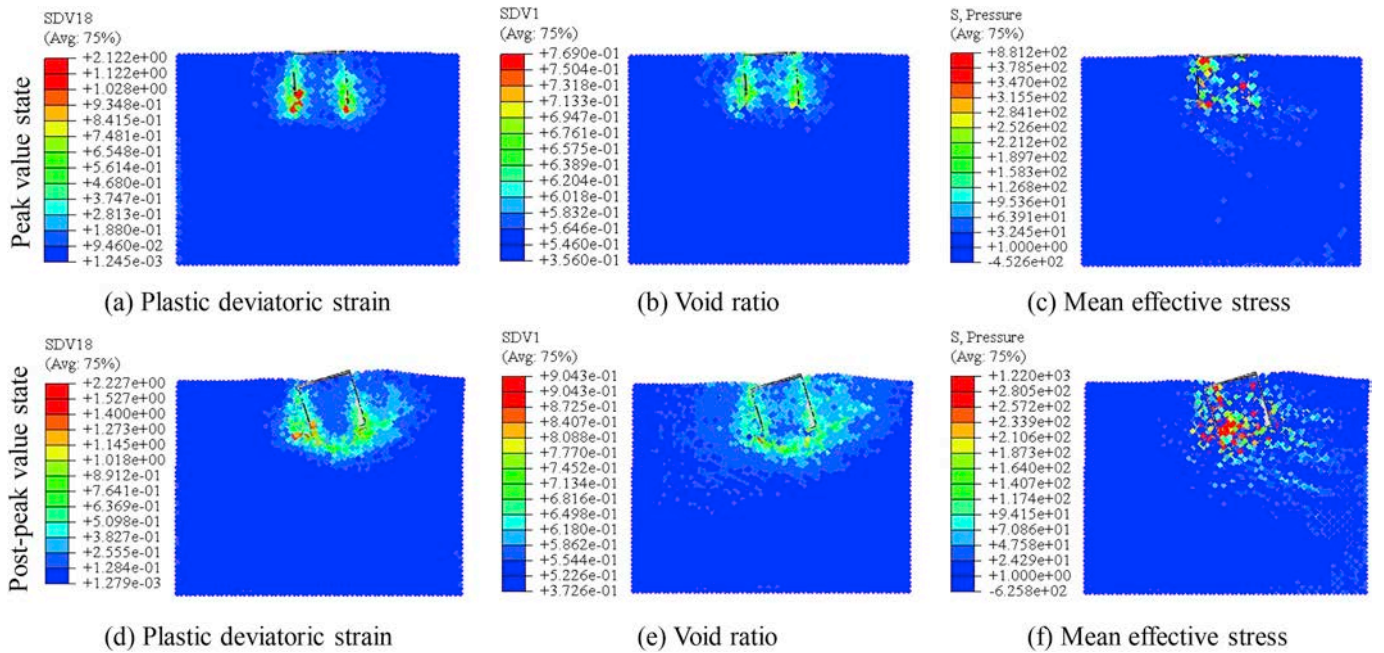 Peak value state
SDV18
(Avg: 75%)
+2.122e+00
+1.122e+00
+1.028e+00
+9.348e-01
+8.415e-01
+7.481e-01
+6.548e-01
+5.614e-01
+4.680e-01
+3.747e-01
+2.813e-01
+1.880e-01
+9.460e-02
+1.245e-03
(a) Plastic deviatoric strain
SDV1
(Avg: 75%)
+7.690e-01
+7.504e-01
+7.318e-01
+7.133e-01
+6.947e-01
+6.761e-01
+6.575e-01
+6.389e-01
+6.204e-01
+6.018e-01
+5.832e-01
+5.646e-01
+5.460e-01
+3.560e-01
(b) Void ratio
S, Pressure
(Avg: 75%)
+8.812e+02
+3.785e+02
+3.470e+02
+3.155e+02
+2.841e+02
+2.526e+02
+2.212e+02
+1.897e+02
+1.583e+02
+1.268e+02
+9.536e+01
+6.391e+01
+3.245e+01
+1.000e+00
-4.526e+02
(c) Mean effective stress
Post-peak value state
SDV18
(Avg: 75%)
+2.227e+00
+1.527e+00
+1.400e+00
+1.273e+00
+1.145e+00
+1.018e+00
+8.912e-01
+7.641e-01
+6.369e-01
+5.098e-01
+3.827e-01
+2.555e-01
+1.284e-01
+1.279e-03
(d) Plastic deviatoric strain
SDV1
(Avg: 75%)
+9.043e-01
+9.043e-01
+8.725e-01
+8.407e-01
+8.088e-01
+7.770e-01
+7.452e-01
+7.134e-01
+6.816e-01
+6.498e-01
+6.180e-01
+5.862e-01
+5.544e-01
+5.226e-01
+3.726e-01
(e) Void ratio
S, Pressure
(Avg: 75%)
+1.220e+03
+2.805e+02
+2.572e+02
+2.339e+02
+2.106e+02
+1.873e+02
+1.640e+02
+1.407e+02
+1.174e+02
+9.415e+01
+7.086e+01
+4.758e+01
+2.429e+01
+1.000e+00
-6.258e+02
(f) Mean effective stress